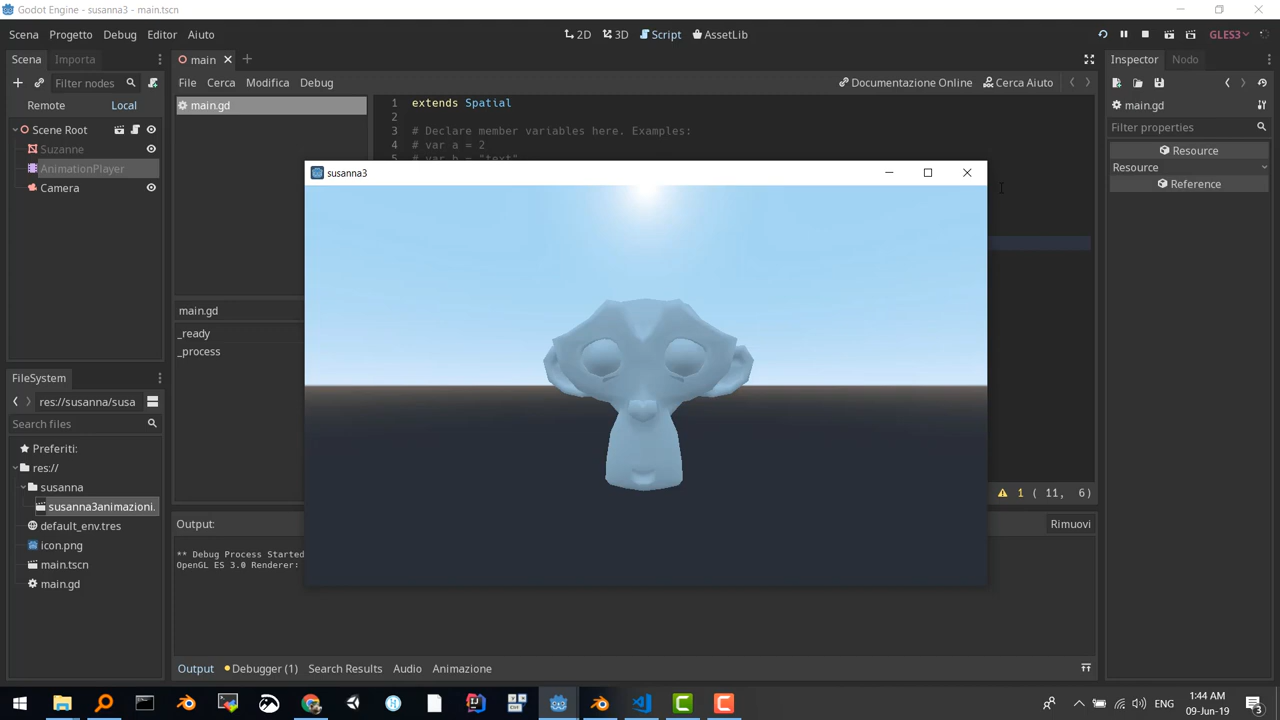 Godot Engine - susanna3 - main.tscn
Scena Progetto Debug Editor Aiuto
2D 3D Script AssetLib
GLES3
Scena Importa
main
Inspector Nodo
Filter nodes
File Cerca Modifica Debug
Documentazione Online Cerca Aiuto
Remote Local
main.gd
main.gd
Filter properties
Scene Root
Suzanne
AnimationPlayer
Camera
1 extends Spatial
2
3 # Declare member variables here. Examples:
4 # var a = 2
5 # var b = "text"
Resource
Resource
Reference
susanna3
main.gd
_ready
_process
1 ( 11, 6)
FileSystem
res://susanna/susa
Search files
Preferiti:
res://
susanna
susanna3animazioni.
default_env.tres
icon.png
main.tscn
main.gd
Output:
Rimuovi
** Debug Process Started
OpenGL ES 3.0 Renderer:
Output Debugger (1) Search Results Audio Animazione
ENG
1:44 AM
09-Jun-19
3